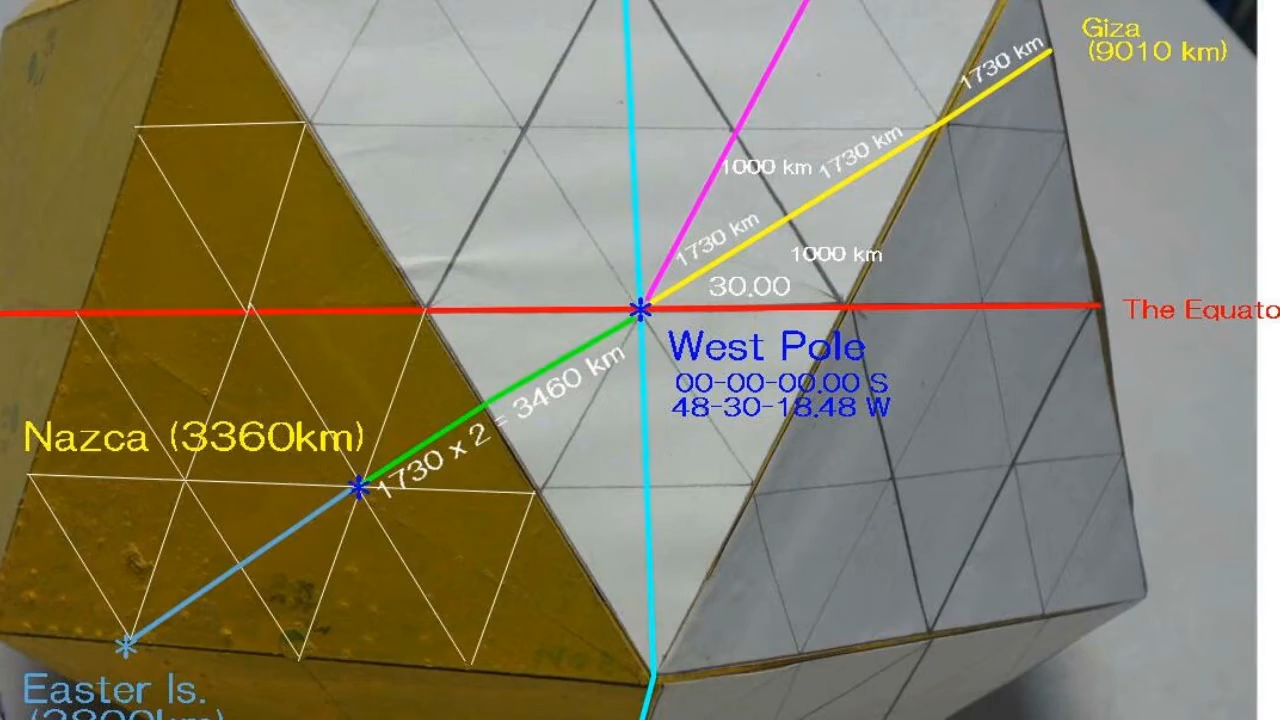 Giza
(9010 km)
1730 km
1730 km
1000 km
1730 km
1000 km
30.00
The Equato
West Pole
00-00-00.00 S
48-30-18.48 W
1730 x 2 = 3460 km
Nazca (3360km)
Easter Is.